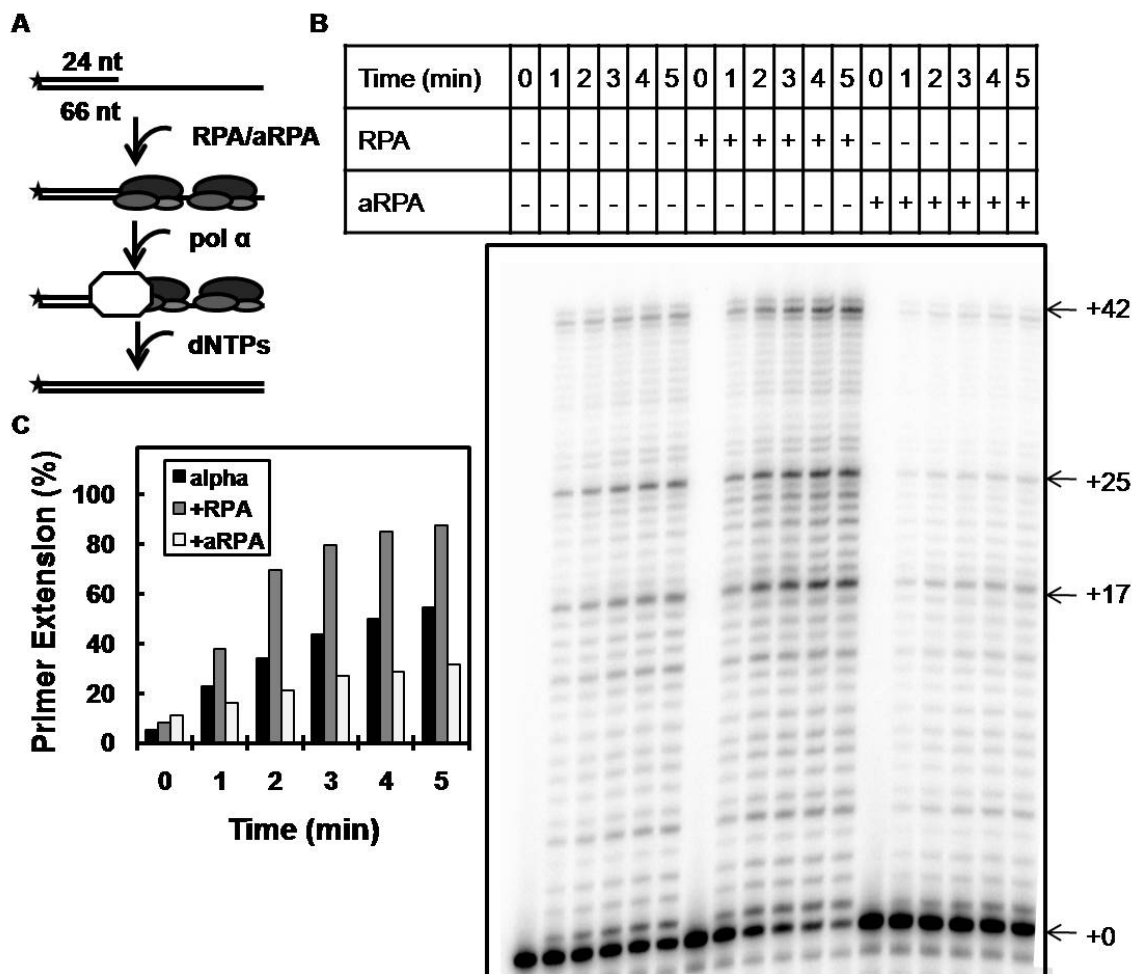 A
24 nt
66 nt
RPA/aRPA
pol α
dNTPs
B
Time (min) 0 1 2 3 4 5 0 1 2 3 4 5 0 1 2 3 4 5
RPA - - - - - - + + + + + + - - - - - -
aRPA - - - - - - - - - - - - + + + + + +
+42
+25
+17
+0
C
Primer Extension (%)
100
80
60
40
20
0
alpha
+RPA
+aRPA
0 1 2 3 4 5
Time (min)